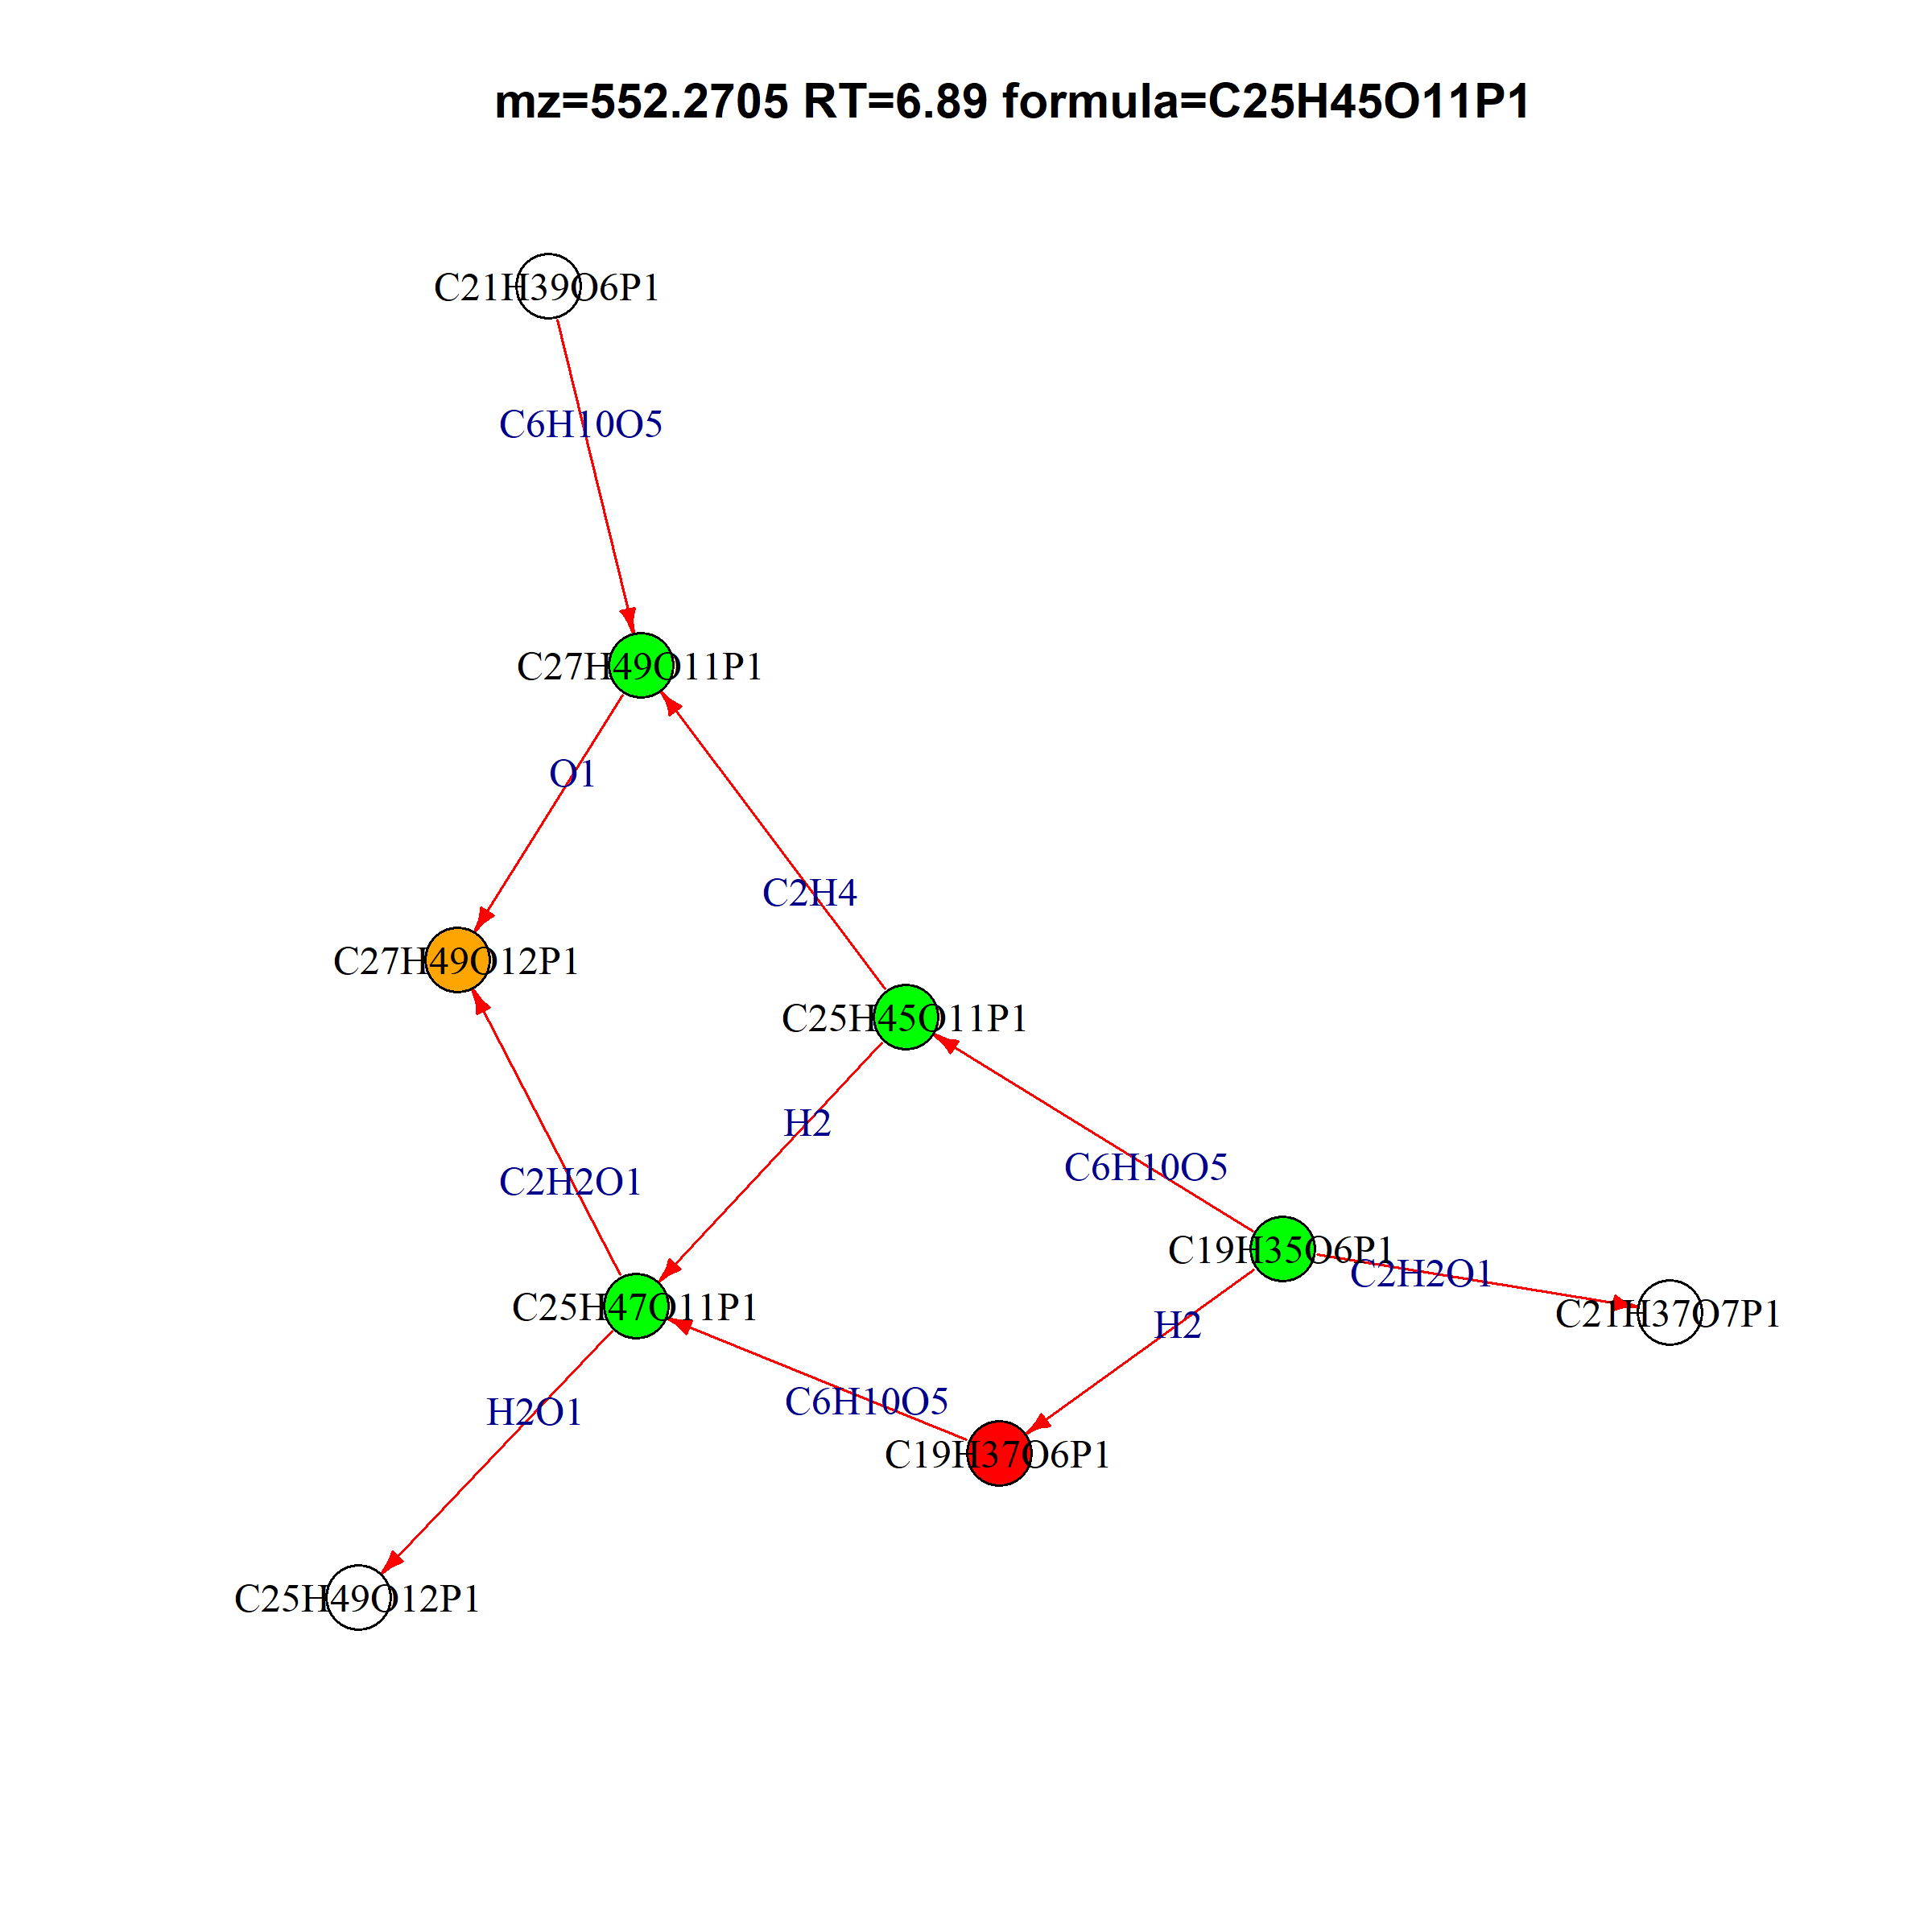 mz=552.2705 RT=6.89 formula=C25H45O11P1
C21H39O6P1
C6H10O5
C27H49O11P1
O1
C2H4
C27H49O12P1
C25H45O11P1
H2
C6H10O5
C2H2O1
C19H35O6P1
C2H2O1
C25H47O11P1
C21H37O7P1
H2
C6H10O5
H2O1
C19H37O6P1
C25H49O12P1